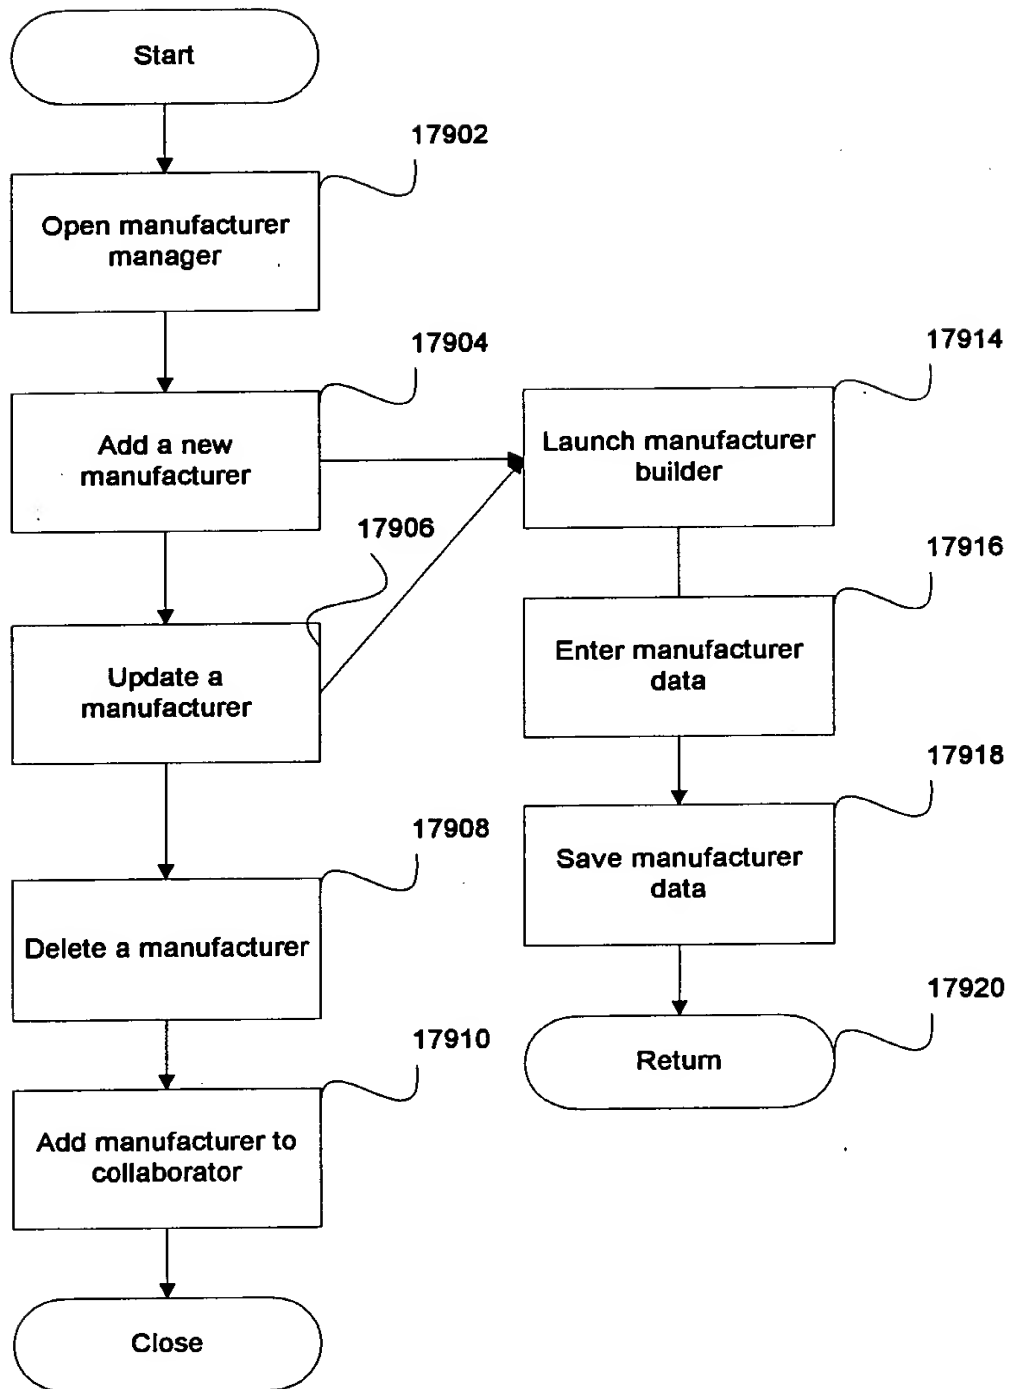 Start
17902
Open manufacturer
manager
17904
Add a new
manufacturer
17906
Update a
manufacturer
17908
Delete a manufacturer
17910
Add manufacturer to
collaborator
Close
17914
Launch manufacturer
builder
17916
Enter manufacturer
data
17918
Save manufacturer
data
17920
Return